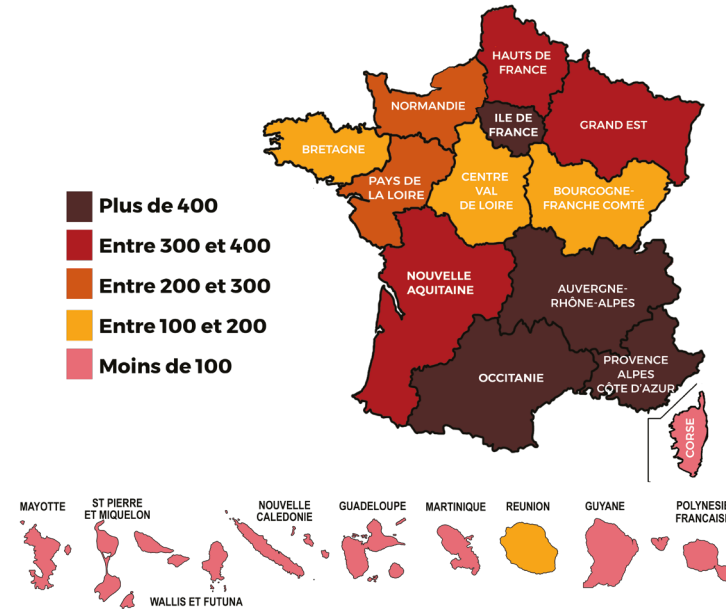 HAUTS DE
FRANCE
NORMANDIE
ILE DE
FRANCE
GRAND EST
BRETAGNE
PAYS DE
LA LOIRE
CENTRE
VAL
DE LOIRE
BOURGOGNE-
FRANCHE COMTÉ
Plus de 400
Entre 300 et 400
Entre 200 et 300
Entre 100 et 200
Moins de 100
NOUVELLE
AQUITAINE
AUVERGNE-
RHÔNE-ALPES
OCCITANIE
PROVENCE
ALPES
CÔTE D'AZUR
CORSE
MAYOTTE
ST PIERRE
ET MIQUELON
WALLIS ET FUTUNA
NOUVELLE
CALEDONIE
GUADELOUPE
MARTINIQUE
REUNION
GUYANE
POLYNESIE
FRANCAISE